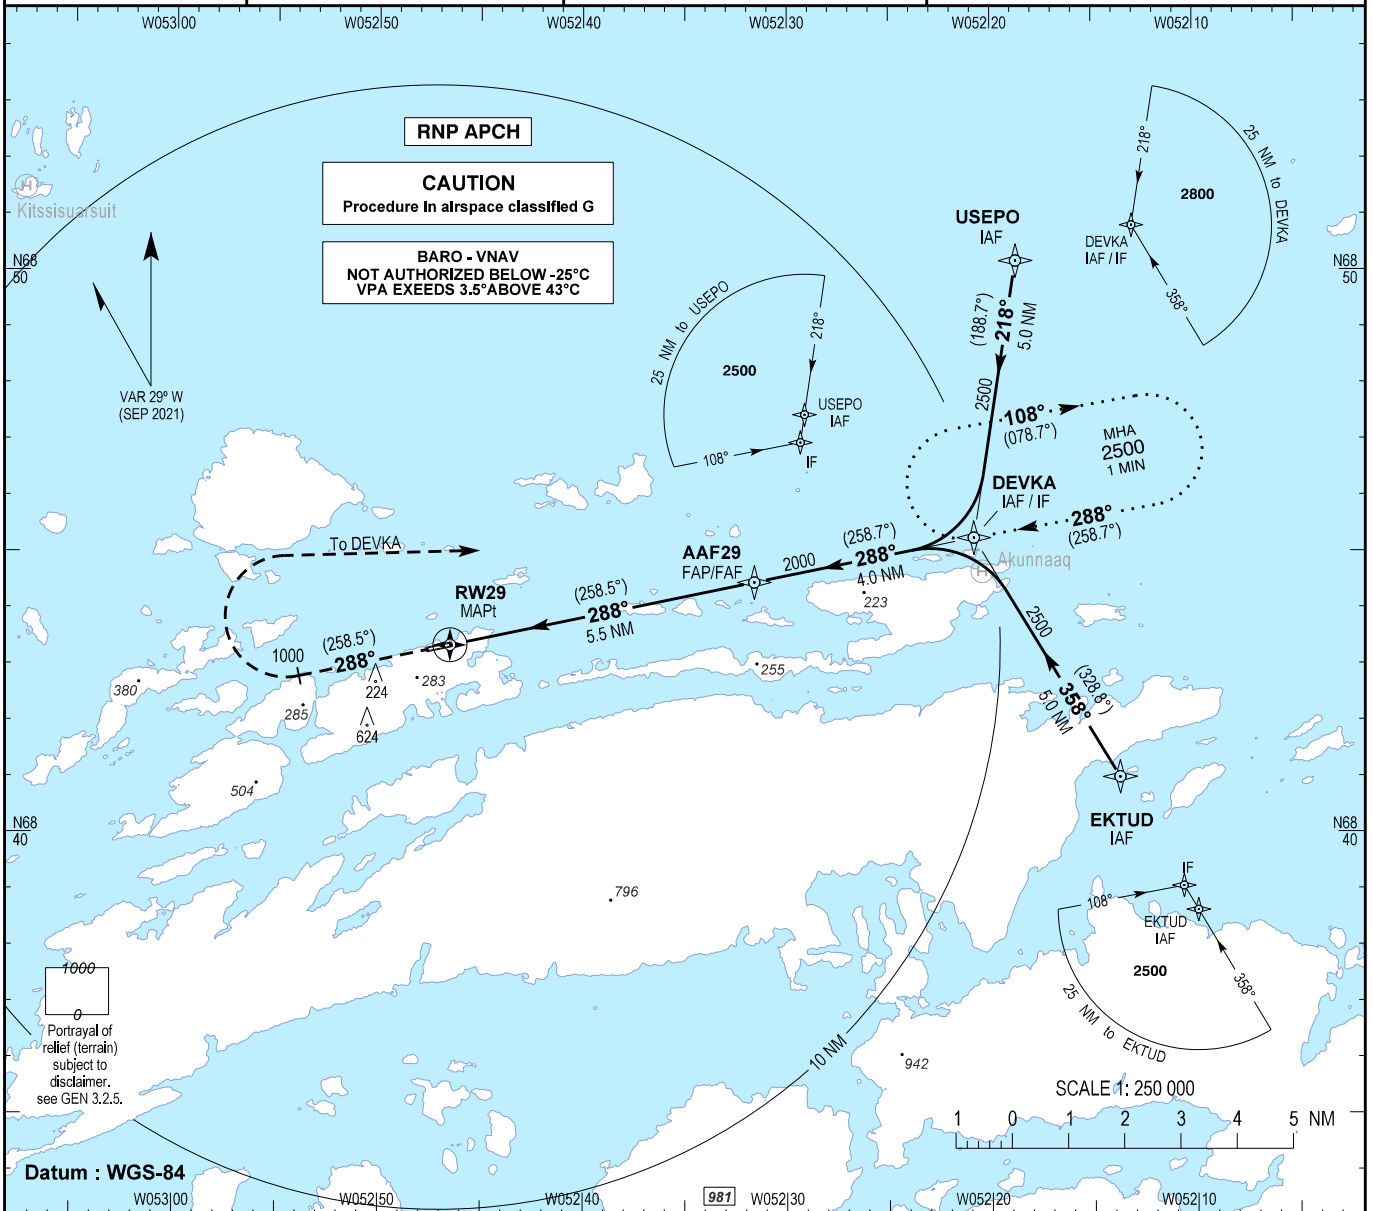 W053|00
W052|50
W052|40
W052|30
W052|20
W052|10
RNP APCH
CAUTION
Procedure in airspace classified G
BARO - VNAV
NOT AUTHORIZED BELOW -25°C
VPA EXEEDS 3.5°ABOVE 43°C
H
Kitssisuarsuit
N68
50
VAR 29° W
(SEP 2021)
25 NM to USEPO
2500
218°
USEPO
IAF
108°
IF
USEPO
IAF
(188.7°)
218°
5.0 NM
2500
218°
25 NM to DEVKA
2800
DEVKA
IAF / IF
358°
N68
50
108°
(078.7°)
MHA
2500
1 MIN
DEVKA
IAF / IF
288°
(258.7°)
H
Akunnaaq
To DEVKA
AAF29
FAP/FAF
2000
(258.7°)
288°
4.0 NM
223
RW29
MAPt
(258.5°)
288°
5.5 NM
1000
(258.5°)
288°
380
285
224
283
624
255
504
2500
(328.8°)
358°
5.0 NM
EKTUD
IAF
N68
40
N68
40
796
IF
108°
EKTUD
IAF
2500
358°
25 NM to EKTUD
1000
0
Portrayal of
relief (terrain)
subject to
disclaimer.
see GEN 3.2.5.
10 NM
942
SCALE 1: 250 000
1 0 1 2 3 4 5 NM
Datum : WGS-84
W053|00
W052|50
W052|40
981
W052|30
W052|20
W052|10